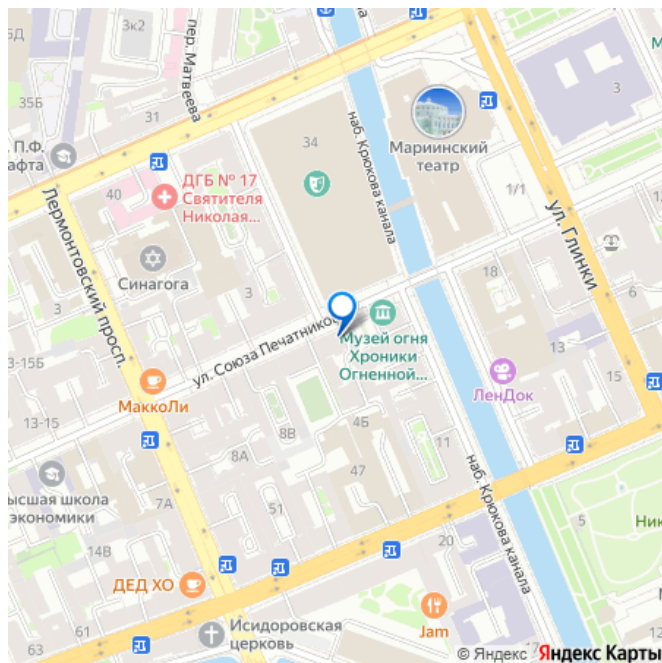 3к2
пер. Матвеева
5Д
35Б
31
34
наб. Крюкова канала
Мариинский
театр
3
П.Ф.
афта
40
ДГБ № 17
Святителя
Николая...
1/1
ул. Глинки
Лермонтовский просп.
Синагога
3
3
18
6
ул. Союза Печатников
Музей огня
Хроники
Огненной...
13
15
3-15Б
МаккоЛи
ЛенДок
13-15
8В
4Б
11
8А
47
наб. Крюкова канала
ысшая школа
экономики
7А
51
5
Ник
14В
20
ДЕД ХО
63
61
Исидоровская
церковь
Jam
© Яндекс Яндекс Карты